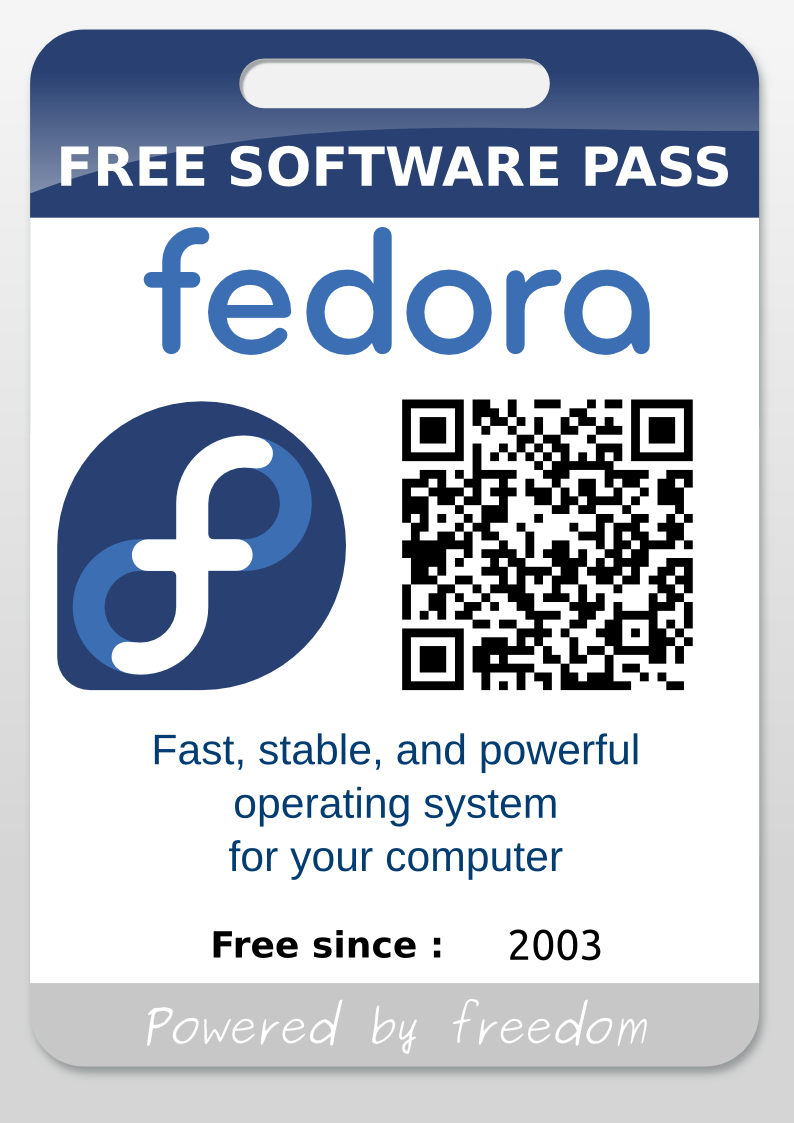 FREE SOFTWARE PASS
fedora
Fast, stable, and powerful
operating system
for your computer
Free since : 2003
Powered by freedom